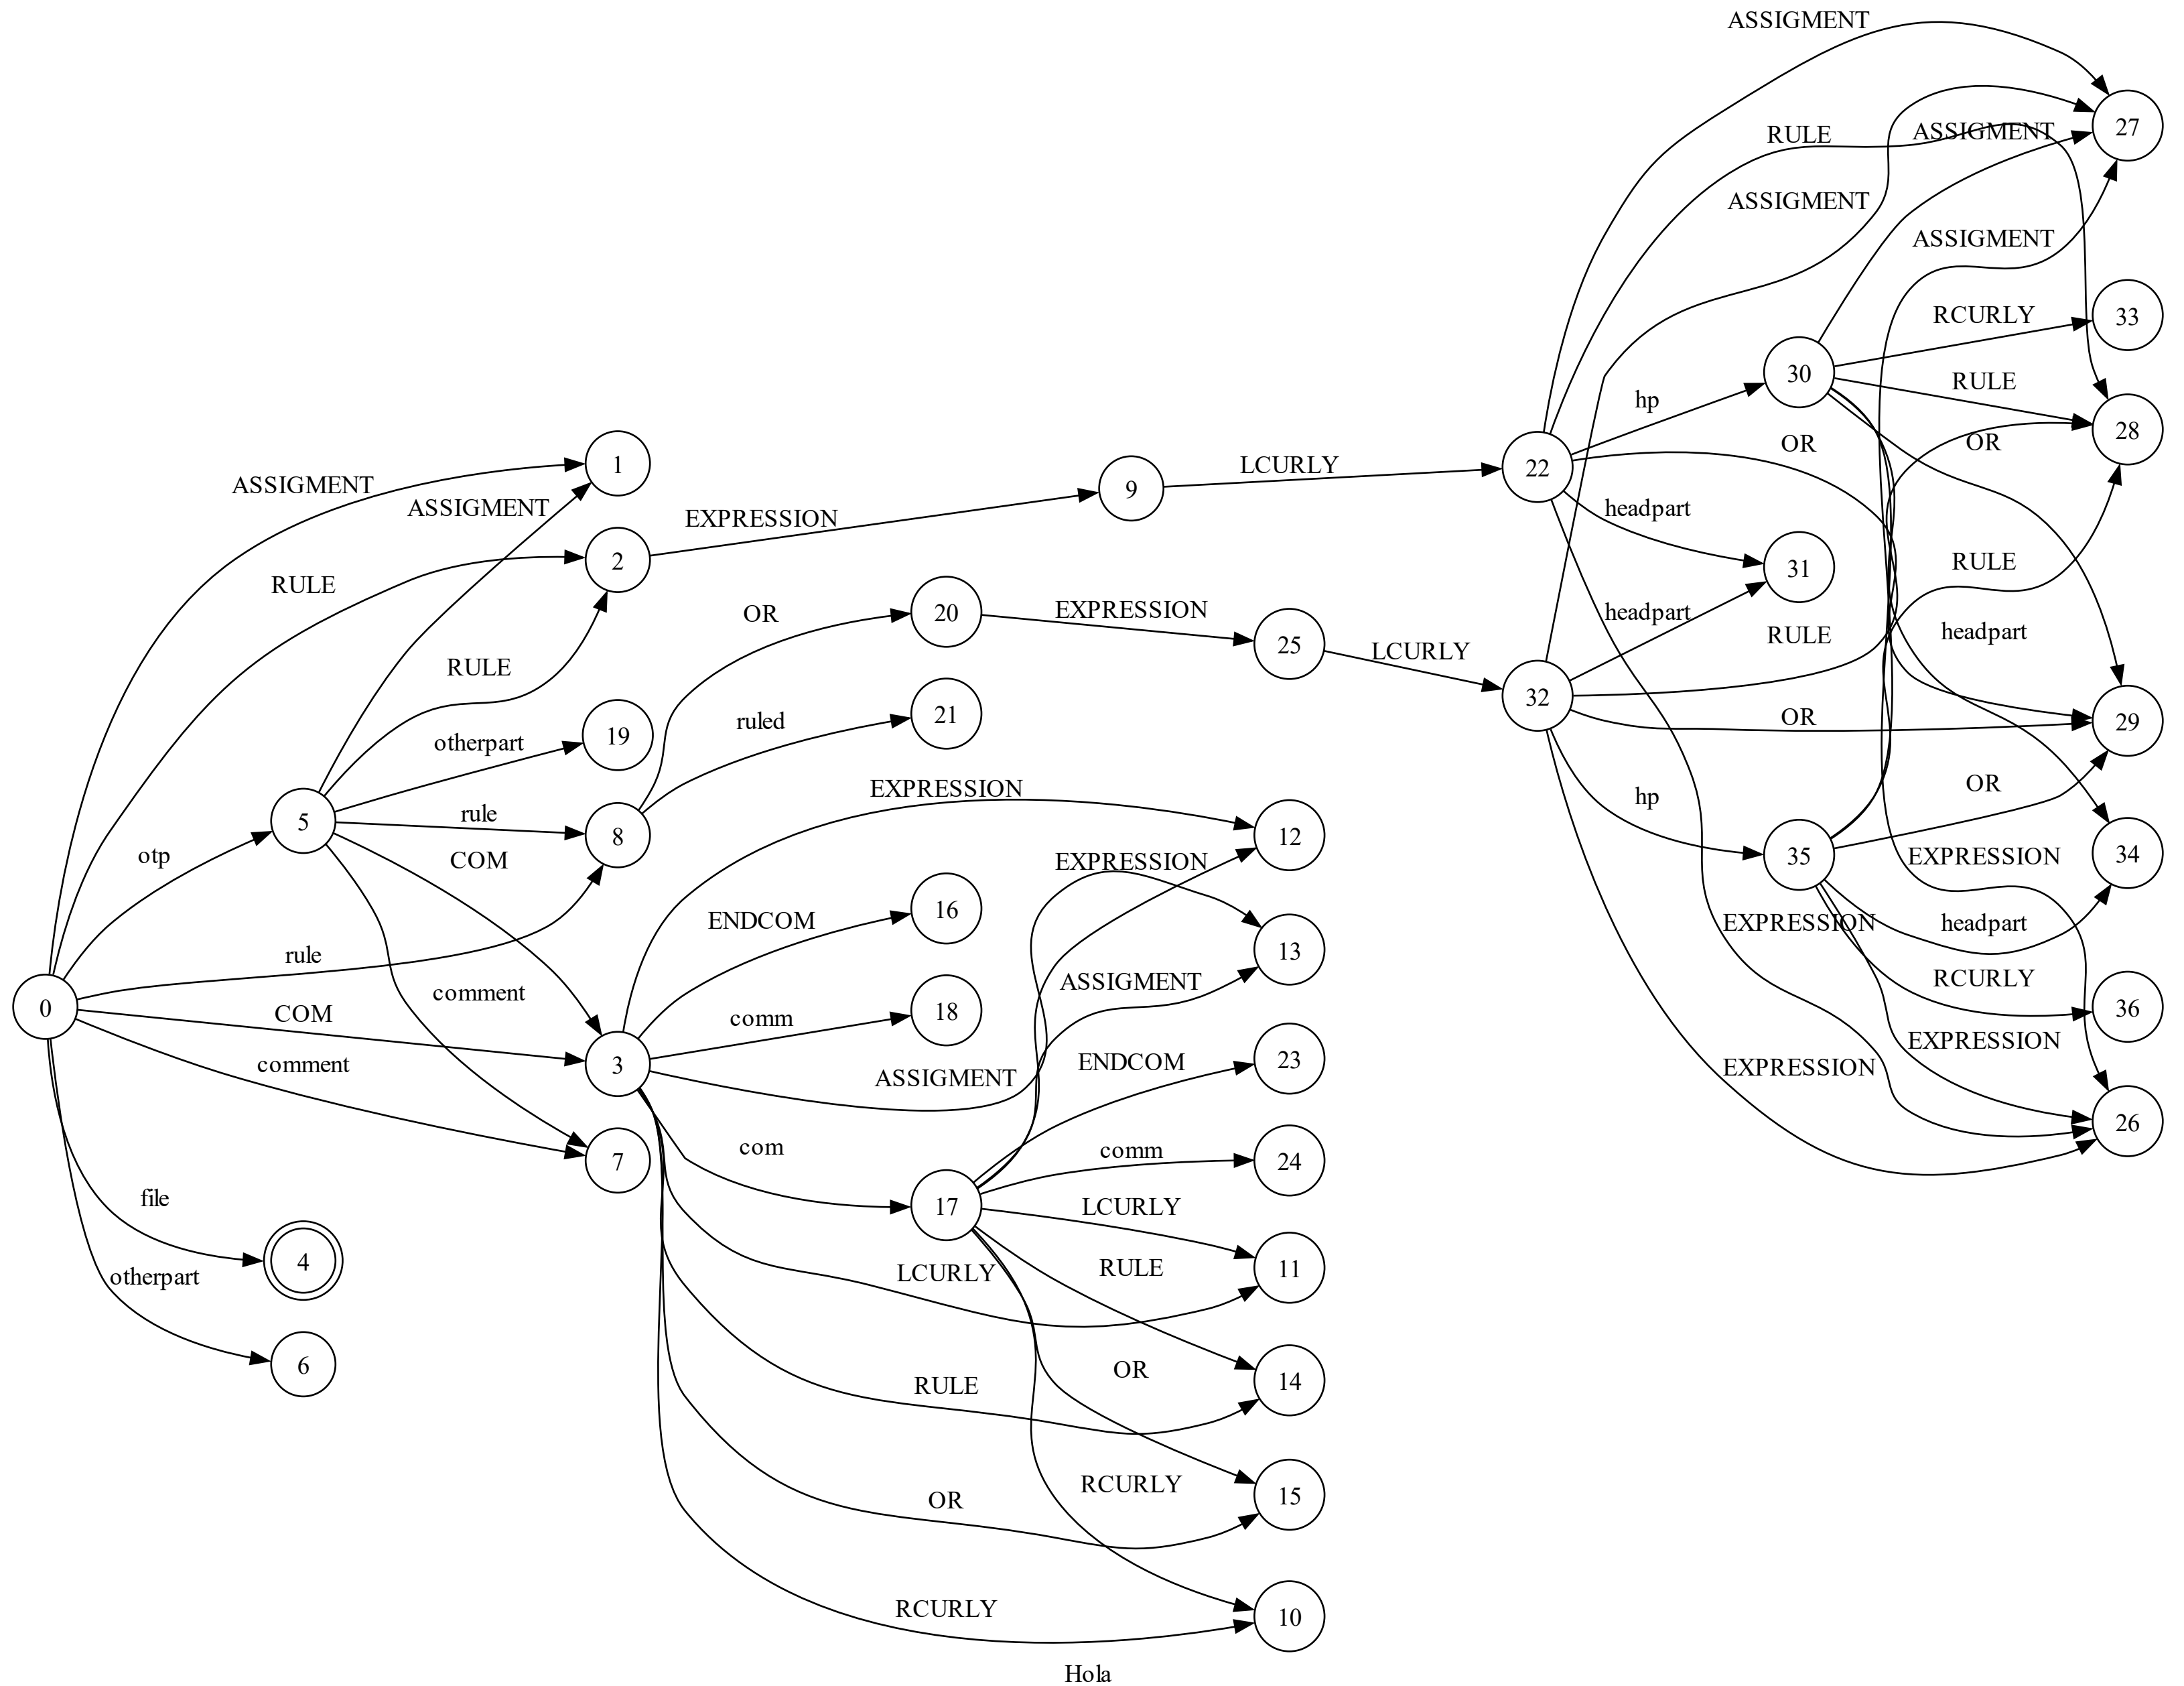 ASSIGMENT
27
RULE
ASSIGMENT
ASSIGMENT
ASSIGMENT
RCURLY
33
30
RULE
hp
28
OR
OR
1
ASSIGMENT
ASSIGMENT
LCURLY
22
9
EXPRESSION
headpart
2
RULE
31
RULE
OR
20
EXPRESSION
headpart
headpart
RULE
25
LCURLY
RULE
32
ruled
21
OR
29
otherpart
19
EXPRESSION
hp
OR
5
rule
8
12
otp
COM
EXPRESSION
35
EXPRESSION
34
ENDCOM
16
EXPRESSION
headpart
13
rule
ASSIGMENT
RCURLY
comment
0
COM
comm
18
36
3
ENDCOM
23
EXPRESSION
comment
ASSIGMENT
EXPRESSION
26
com
comm
24
7
file
17
LCURLY
4
otherpart
LCURLY
RULE
11
6
RULE
OR
14
OR
RCURLY
15
RCURLY
10
Hola